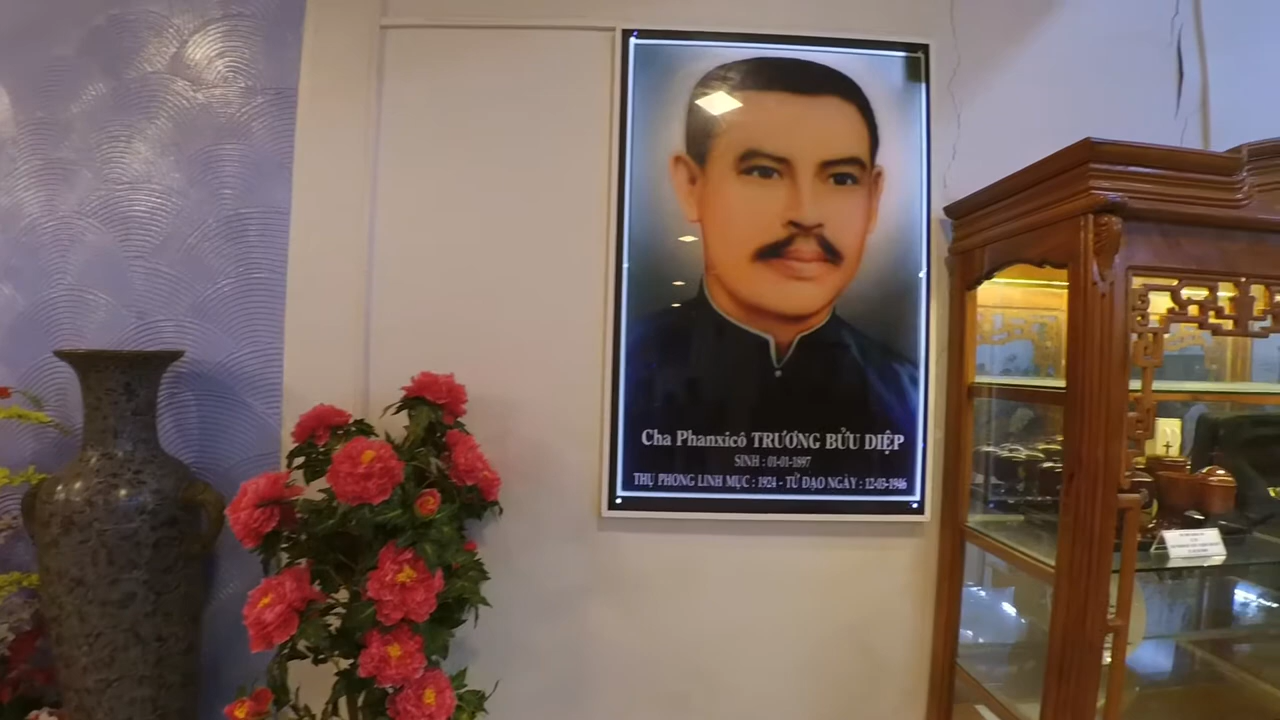 Cha Phanxicô TRƯƠNG BỬU DIỆP
SINH : 01-01-1897
THỤ PHONG LINH MỤC : 1924 - TỬ ĐẠO NGÀY : 12-03-1946